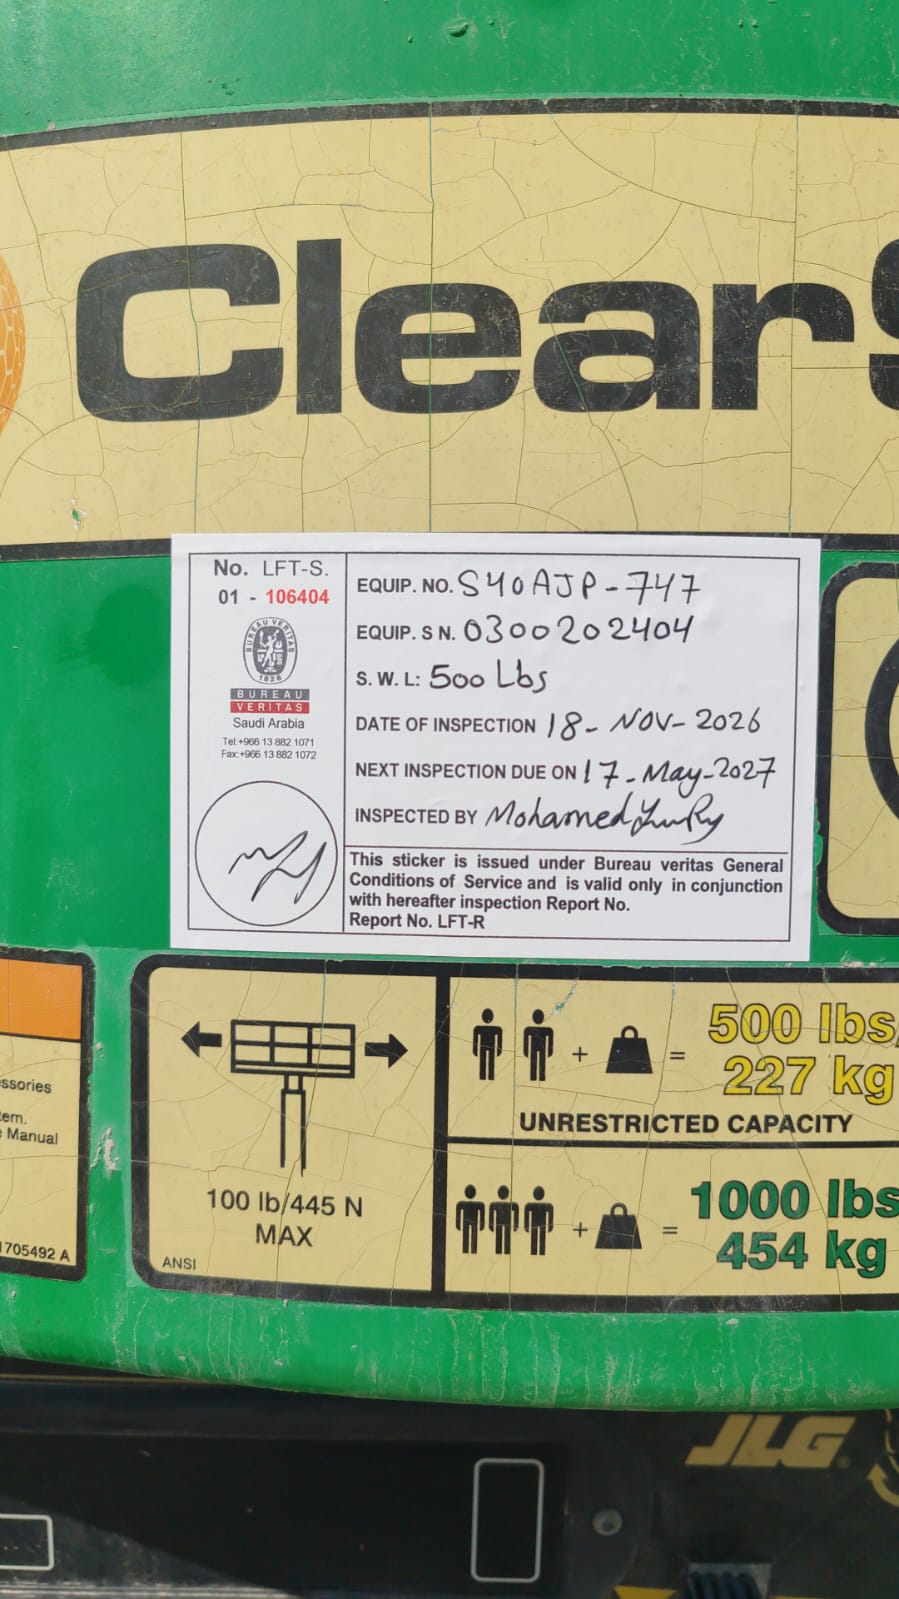 Clear
No. LFT-S.
01 - 106404
BUREAU VERITAS
1828
BUREAU
VERITAS
Saudi Arabia
Tel:+966 13 882 1071
Fax:+966 13 882 1072
EQUIP. NO. S40AJP-747
EQUIP. S N. 0300202404
S. W. L: 500 Lbs
DATE OF INSPECTION 18-NOV-2026
NEXT INSPECTION DUE ON 17-May-2027
INSPECTED BY Mohamed
This sticker is issued under Bureau veritas General
Conditions of Service and is valid only in conjunction
with hereafter inspection Report No.
Report No. LFT-R
ssories
tem.
Manual
1705492 A
100 lb/445 N
MAX
ANSI
+ = 500 lbs
227 kg
UNRESTRICTED CAPACITY
+ = 1000 lbs
454 kg
JLG